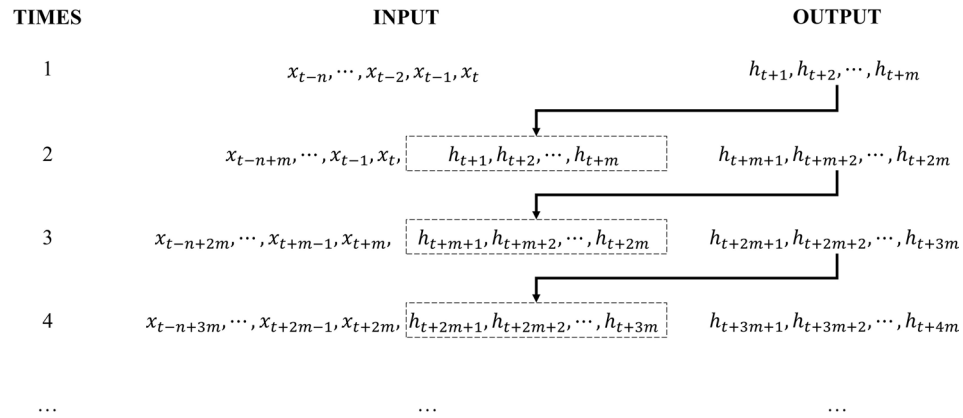 TIMES INPUT OUTPUT
1 x_{t−n}, ⋯, x_{t−2}, x_{t−1}, x_t h_{t+1}, h_{t+2}, ⋯, h_{t+m}
2 x_{t−n+m}, ⋯, x_{t−1}, x_t, h_{t+1}, h_{t+2}, ⋯, h_{t+m} h_{t+m+1}, h_{t+m+2}, ⋯, h_{t+2m}
3 x_{t−n+2m}, ⋯, x_{t+m−1}, x_{t+m}, h_{t+m+1}, h_{t+m+2}, ⋯, h_{t+2m} h_{t+2m+1}, h_{t+2m+2}, ⋯, h_{t+3m}
4 x_{t−n+3m}, ⋯, x_{t+2m−1}, x_{t+2m}, h_{t+2m+1}, h_{t+2m+2}, ⋯, h_{t+3m} h_{t+3m+1}, h_{t+3m+2}, ⋯, h_{t+4m}
… … …